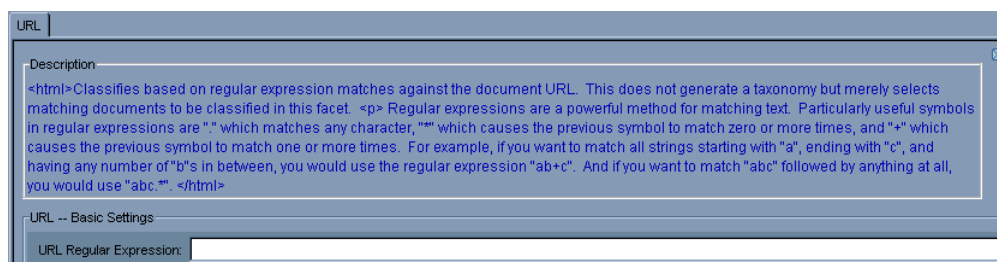 URL
Description
<html>Classifies based on regular expression matches against the document URL.  This does not generate a taxonomy but merely selects
matching documents to be classified in this facet.  <p> Regular expressions are a powerful method for matching text.  Particularly useful symbols
in regular expressions are "." which matches any character, "*" which causes the previous symbol to match zero or more times, and "+" which
causes the previous symbol to match one or more times.  For example, if you want to match all strings starting with "a", ending with "c", and
having any number of "b"s in between, you would use the regular expression "ab+c".  And if you want to match "abc" followed by anything at all,
you would use "abc.*". </html>
URL -- Basic Settings
URL Regular Expression: